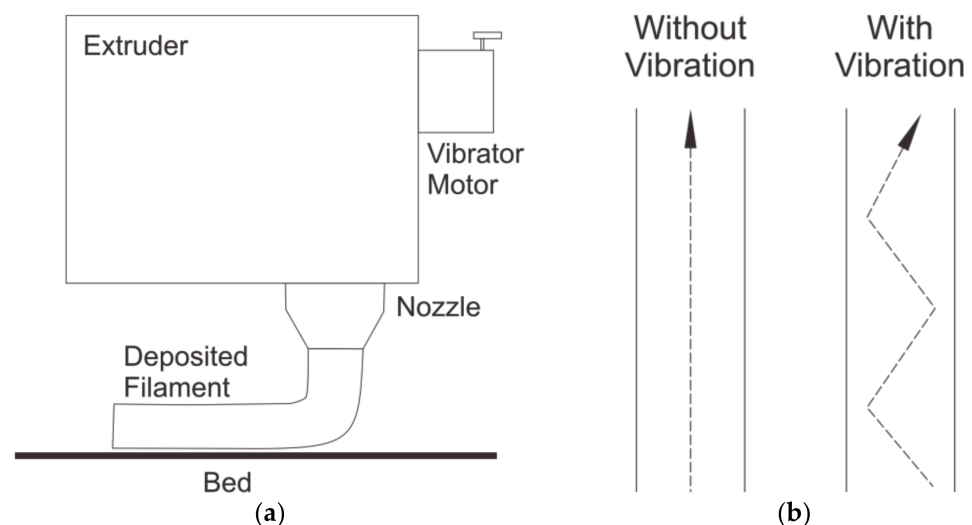 Extruder
Vibrator
Motor
Nozzle
Deposited
Filament
Bed
(a)
Without
Vibration
With
Vibration
(b)